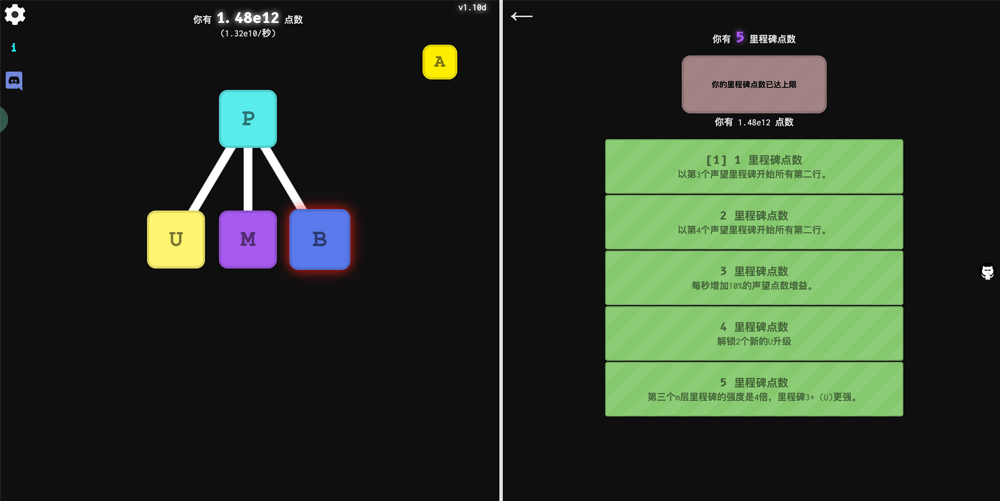 v1.10d
你有 1.48e12 点数
(1.32e10/秒)
i
A
P
U
M
B
你有 5 里程碑点数
你的里程碑点数已达上限
你有 1.48e12 点数
[1] 1 里程碑点数
以第3个声望里程碑开始所有第二行。
2 里程碑点数
以第4个声望里程碑开始所有第二行。
3 里程碑点数
每秒增加10%的声望点数增益。
4 里程碑点数
解锁2个新的U升级
5 里程碑点数
第三个m层里程碑的强度是4倍，里程碑3+ (U)更强。